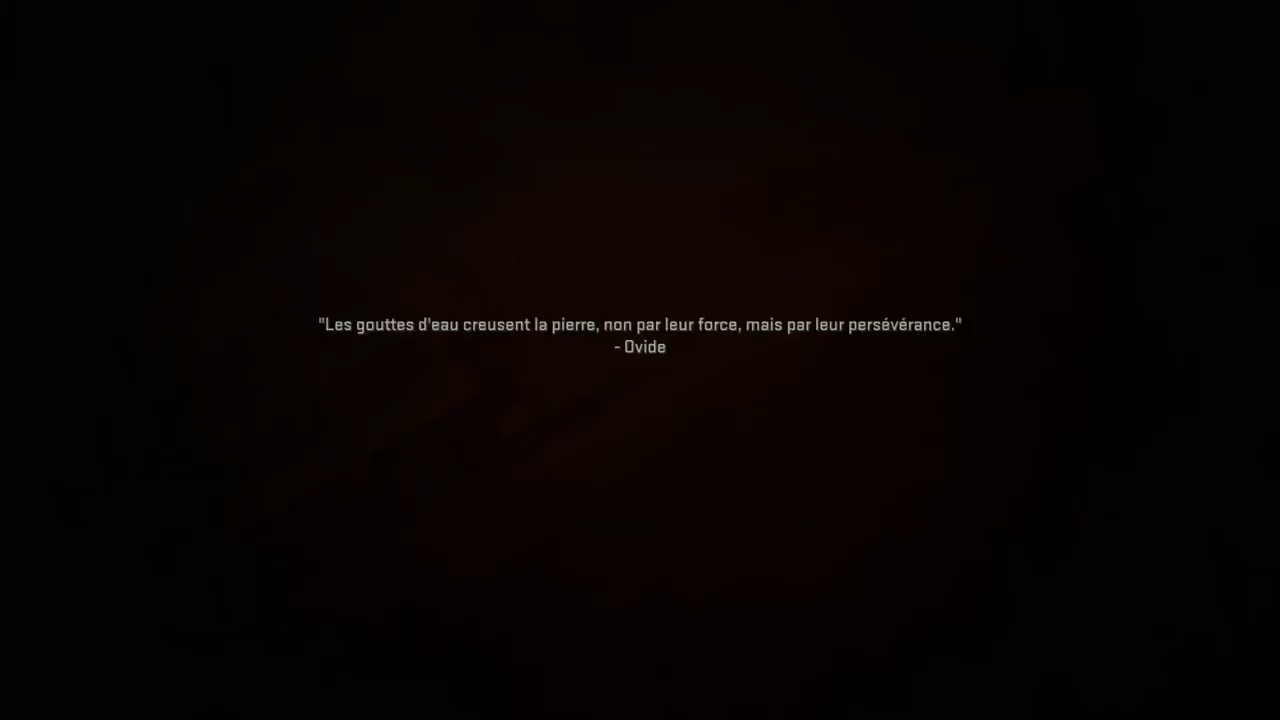 "Les gouttes d'eau creusent la pierre, non par leur force, mais par leur persévérance."
- Ovide